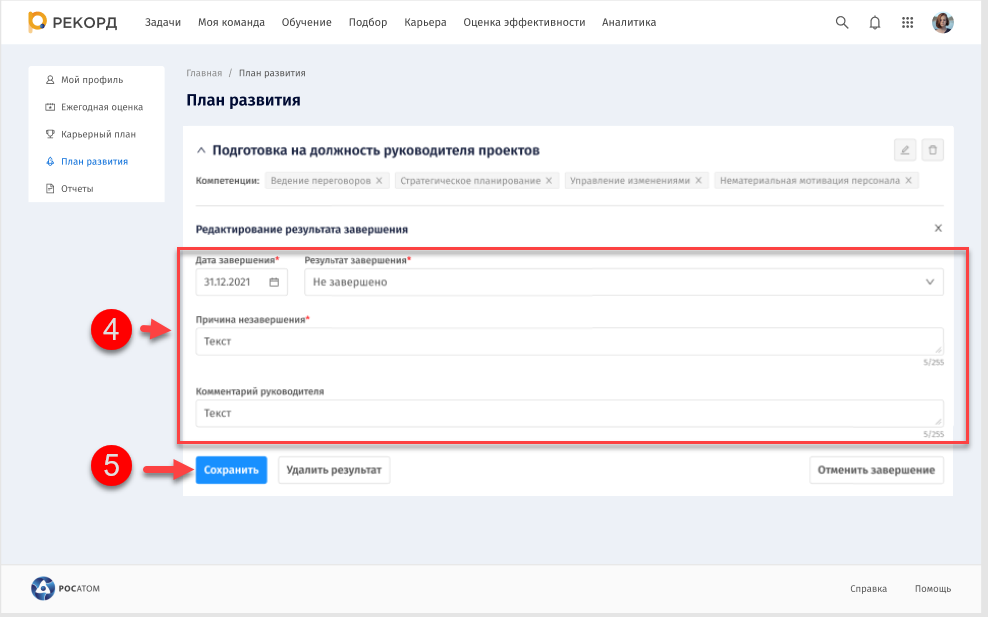 РЕКОРД Задачи Моя команда Обучение Подбор Карьера Оценка эффективности Аналитика
Мой профиль
Ежегодная оценка
Карьерный план
План развития
Отчеты
Главная / План развития
План развития
Подготовка на должность руководителя проектов
Компетенции: Ведение переговоров × Стратегическое планирование × Управление изменениями × Нематериальная мотивация персонала ×
Редактирование результата завершения
Дата завершения* Результат завершения*
31.12.2021 Не завершено
Причина незавершения*
4
Текст
5/255
Комментарий руководителя
Текст
5/255
5
Сохранить Удалить результат Отменить завершение
РОСАТОМ Справка Помощь